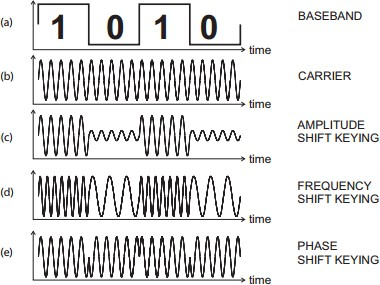 (a) 1 0 1 0 BASEBAND
time
(b) CARRIER
time
(c) AMPLITUDE
SHIFT KEYING
time
(d) FREQUENCY
SHIFT KEYING
time
(e) PHASE
SHIFT KEYING
time